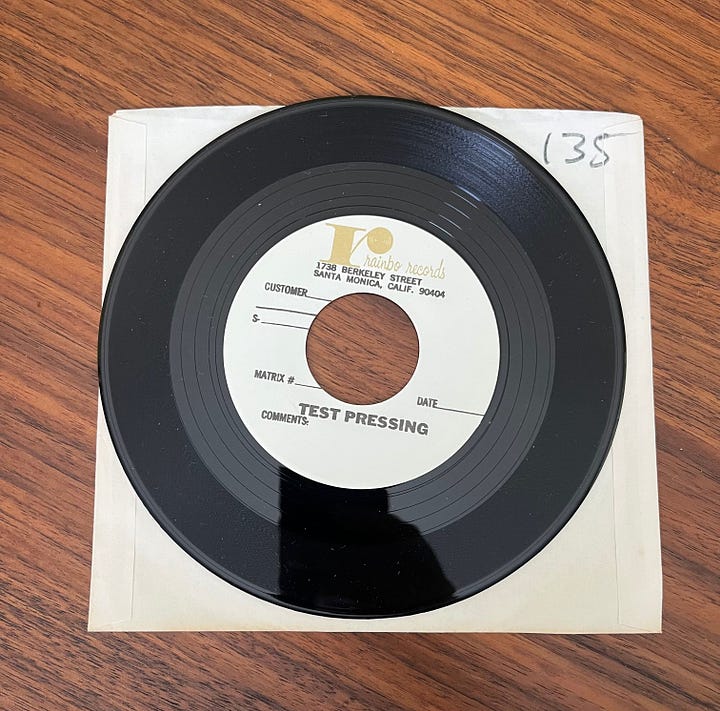 135
r rainbo records
1738 BERKELEY STREET
SANTA MONICA, CALIF. 90404
CUSTOMER
S-
MATRIX #
DATE
TEST PRESSING
COMMENTS: